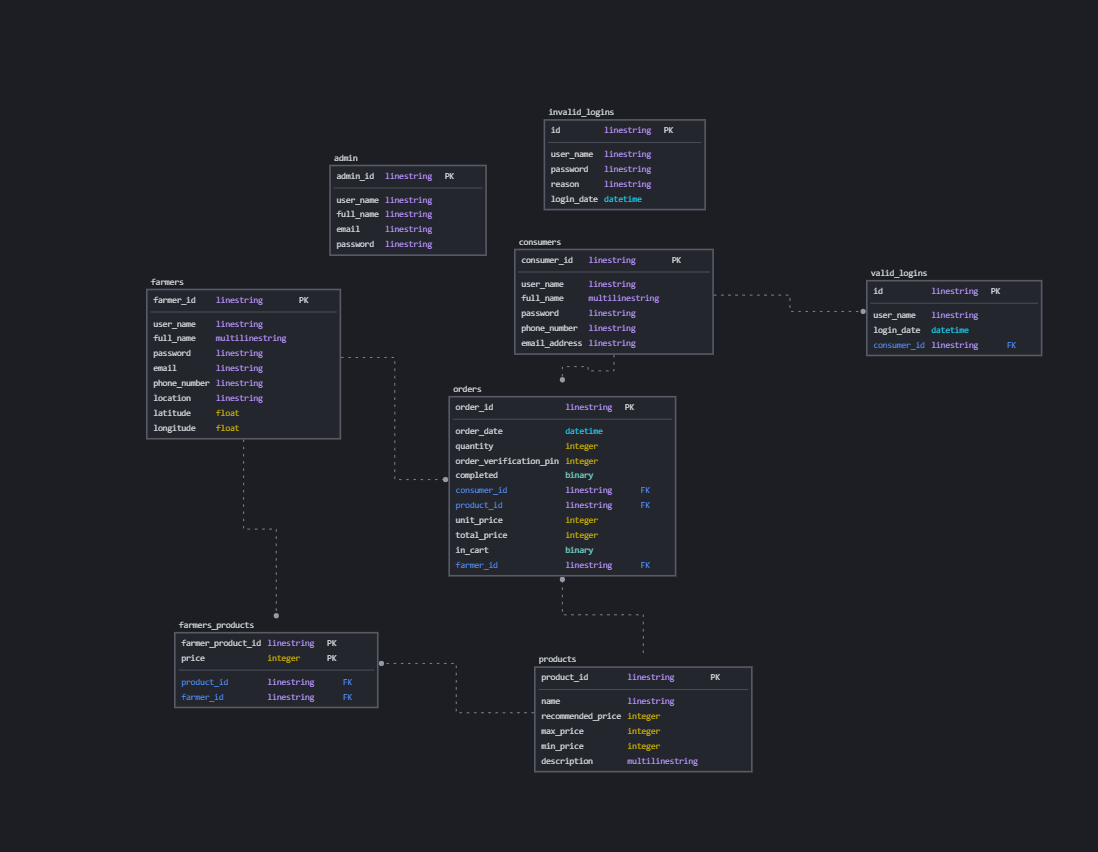 invalid_logins
id linestring PK
user_name linestring
password linestring
reason linestring
login_date datetime
admin
admin_id linestring PK
user_name linestring
full_name linestring
email linestring
password linestring
consumers
consumer_id linestring PK
user_name linestring
full_name multilinestring
password linestring
phone_number linestring
email_address linestring
valid_logins
id linestring PK
user_name linestring
login_date datetime
consumer_id linestring FK
farmers
farmer_id linestring PK
user_name linestring
full_name multilinestring
password linestring
email linestring
phone_number linestring
location linestring
latitude float
longitude float
orders
order_id linestring PK
order_date datetime
quantity integer
order_verification_pin integer
completed binary
consumer_id linestring FK
product_id linestring FK
unit_price integer
total_price integer
in_cart binary
farmer_id linestring FK
farmers_products
farmer_product_id linestring PK
price integer PK
product_id linestring FK
farmer_id linestring FK
products
product_id linestring PK
name linestring
recommended_price integer
max_price integer
min_price integer
description multilinestring